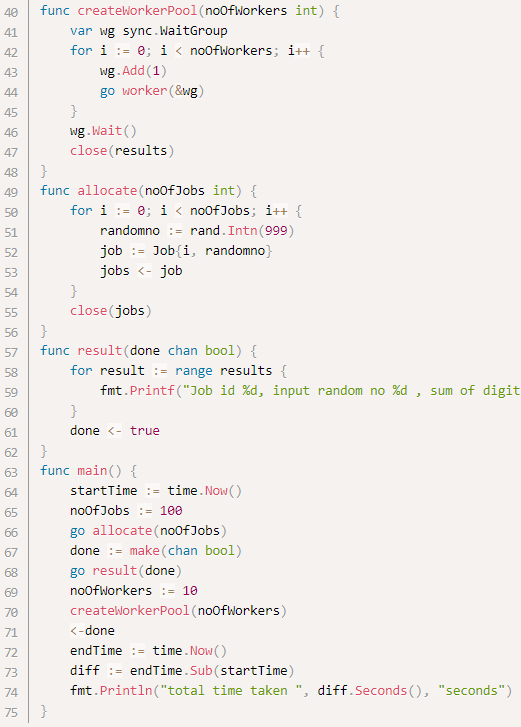 40 func createWorkerPool(noOfWorkers int) {
41     var wg sync.WaitGroup
42     for i := 0; i < noOfWorkers; i++ {
43         wg.Add(1)
44         go worker(&wg)
45     }
46     wg.Wait()
47     close(results)
48 }
49 func allocate(noOfJobs int) {
50     for i := 0; i < noOfJobs; i++ {
51         randomno := rand.Intn(999)
52         job := Job{i, randomno}
53         jobs <- job
54     }
55     close(jobs)
56 }
57 func result(done chan bool) {
58     for result := range results {
59         fmt.Printf("Job id %d, input random no %d , sum of digit
60     }
61     done <- true
62 }
63 func main() {
64     startTime := time.Now()
65     noOfJobs := 100
66     go allocate(noOfJobs)
67     done := make(chan bool)
68     go result(done)
69     noOfWorkers := 10
70     createWorkerPool(noOfWorkers)
71     <-done
72     endTime := time.Now()
73     diff := endTime.Sub(startTime)
74     fmt.Println("total time taken ", diff.Seconds(), "seconds")
75 }